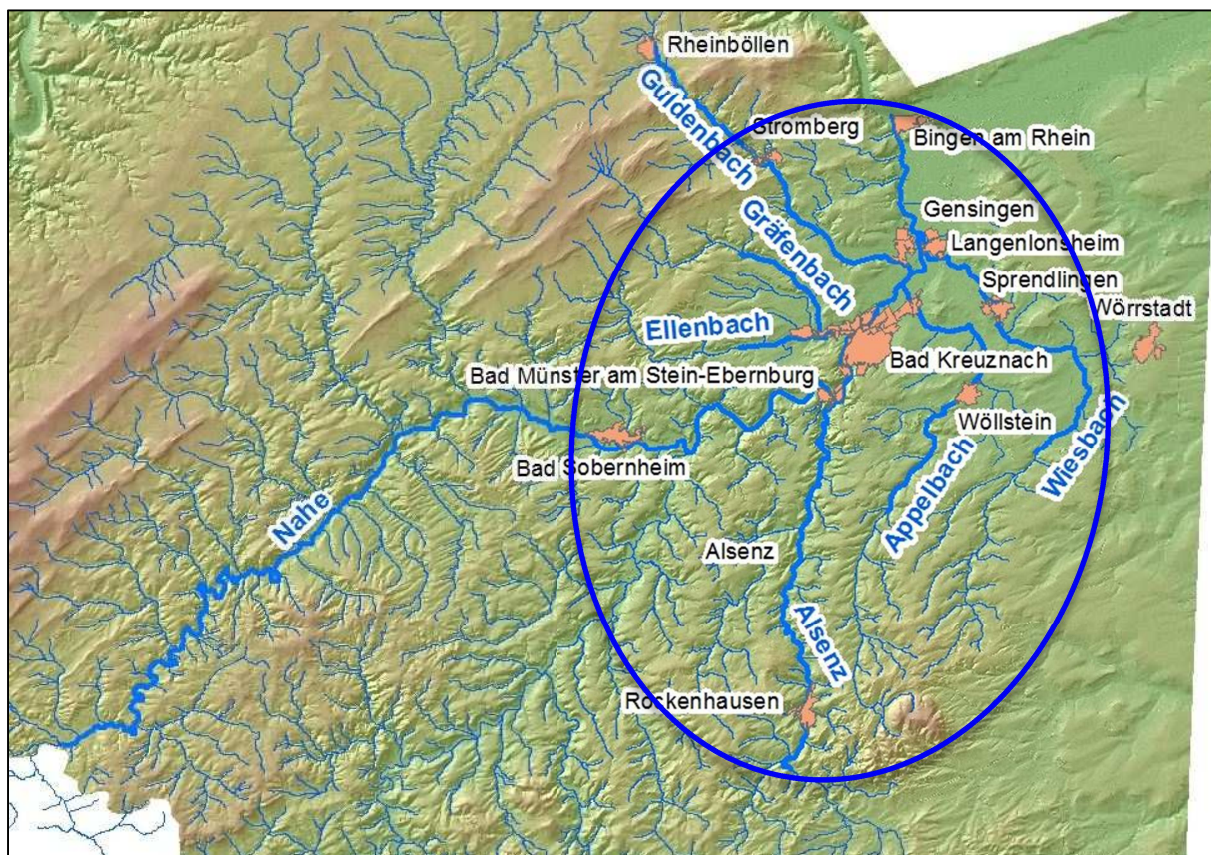 Rheinböllen
Guldenbach
Stromberg
Bingen am Rhein
Gräfenbach
Gensingen
Langenlonsheim
Sprendlingen
Wörrstadt
Ellenbach
Bad Kreuznach
Bad Münster am Stein-Ebernburg
Wöllstein
Wiesbach
Bad Sobernheim
Appelbach
Nahe
Alsenz
Alsenz
Rockenhausen